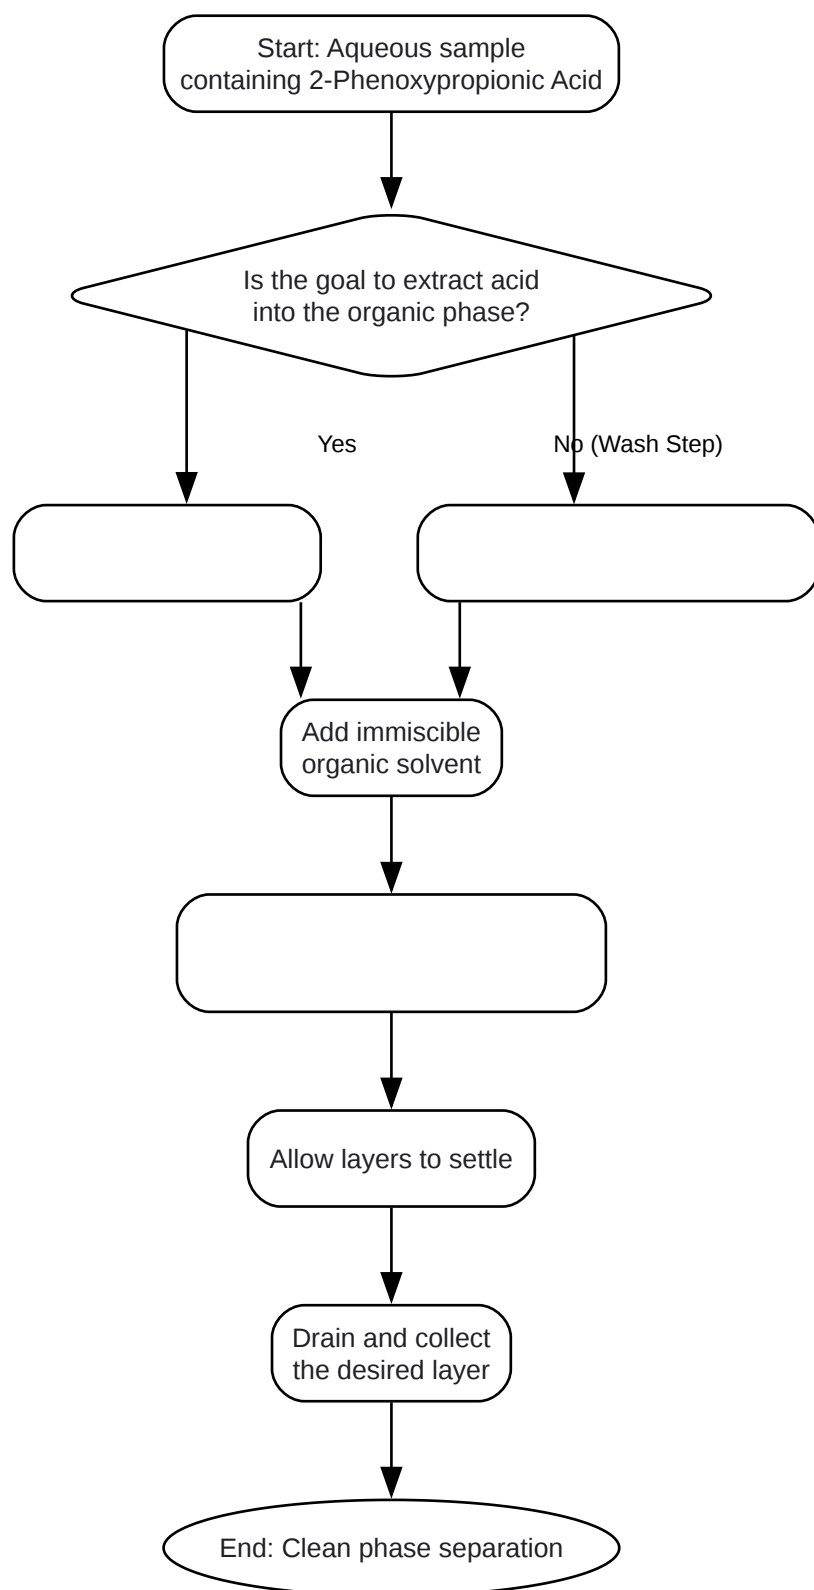 Start: Aqueous sample
containing 2-Phenoxypropionic Acid
Is the goal to extract acid
into the organic phase?
Yes
No (Wash Step)
Add immiscible
organic solvent
Allow layers to settle
Drain and collect
the desired layer
End: Clean phase separation